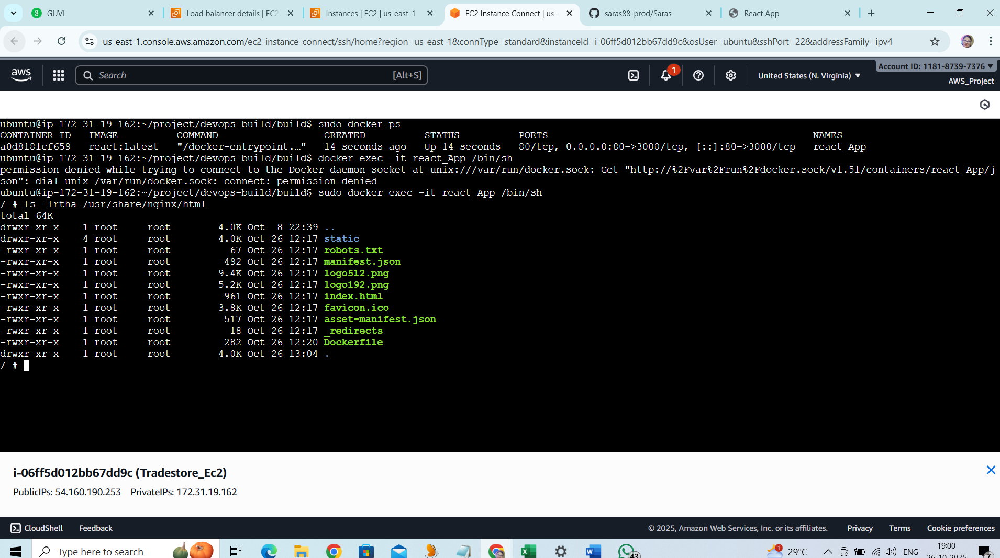 GUVI
Load balancer details | EC2
Instances | EC2 | us-east-1
EC2 Instance Connect | us-
saras88-prod/Saras
React App
us-east-1.console.aws.amazon.com/ec2-instance-connect/ssh/home?region=us-east-1&connType=standard&instanceId=i-06ff5d012bb67dd9c&osUser=ubuntu&sshPort=22&addressFamily=ipv4
aws
Search
[Alt+S]
1
United States (N. Virginia)
Account ID: 1181-8739-7376
AWS_Project
ubuntu@ip-172-31-19-162:~/project/devops-build/build$ sudo docker ps
CONTAINER ID   IMAGE          COMMAND                  CREATED          STATUS          PORTS                                             NAMES
a0d8181cf659   react:latest   "/docker-entrypoint.…"   14 seconds ago   Up 14 seconds   80/tcp, 0.0.0.0:80->3000/tcp, [::]:80->3000/tcp   react_App
ubuntu@ip-172-31-19-162:~/project/devops-build/build$ docker exec -it react_App /bin/sh
permission denied while trying to connect to the Docker daemon socket at unix:///var/run/docker.sock: Get "http://%2Fvar%2Frun%2Fdocker.sock/v1.51/containers/react_App/j
son": dial unix /var/run/docker.sock: connect: permission denied
ubuntu@ip-172-31-19-162:~/project/devops-build/build$ sudo docker exec -it react_App /bin/sh
/ # ls -lrtha /usr/share/nginx/html
total 64K
drwxr-xr-x    1 root     root        4.0K Oct  8 22:39 ..
drwxr-xr-x    4 root     root        4.0K Oct 26 12:17 static
-rwxr-xr-x    1 root     root          67 Oct 26 12:17 robots.txt
-rwxr-xr-x    1 root     root         492 Oct 26 12:17 manifest.json
-rwxr-xr-x    1 root     root        9.4K Oct 26 12:17 logo512.png
-rwxr-xr-x    1 root     root        5.2K Oct 26 12:17 logo192.png
-rwxr-xr-x    1 root     root         961 Oct 26 12:17 index.html
-rwxr-xr-x    1 root     root        3.8K Oct 26 12:17 favicon.ico
-rwxr-xr-x    1 root     root         517 Oct 26 12:17 asset-manifest.json
-rwxr-xr-x    1 root     root          18 Oct 26 12:17 _redirects
-rwxr-xr-x    1 root     root         282 Oct 26 12:20 Dockerfile
drwxr-xr-x    1 root     root        4.0K Oct 26 13:04 .
/ #
i-06ff5d012bb67dd9c (Tradestore_Ec2)
PublicIPs: 54.160.190.253 PrivateIPs: 172.31.19.162
CloudShell
Feedback
© 2025, Amazon Web Services, Inc. or its affiliates.
Privacy
Terms
Cookie preferences
Type here to search
43
1
29°C
ENG
19:00
26-10-2025
7